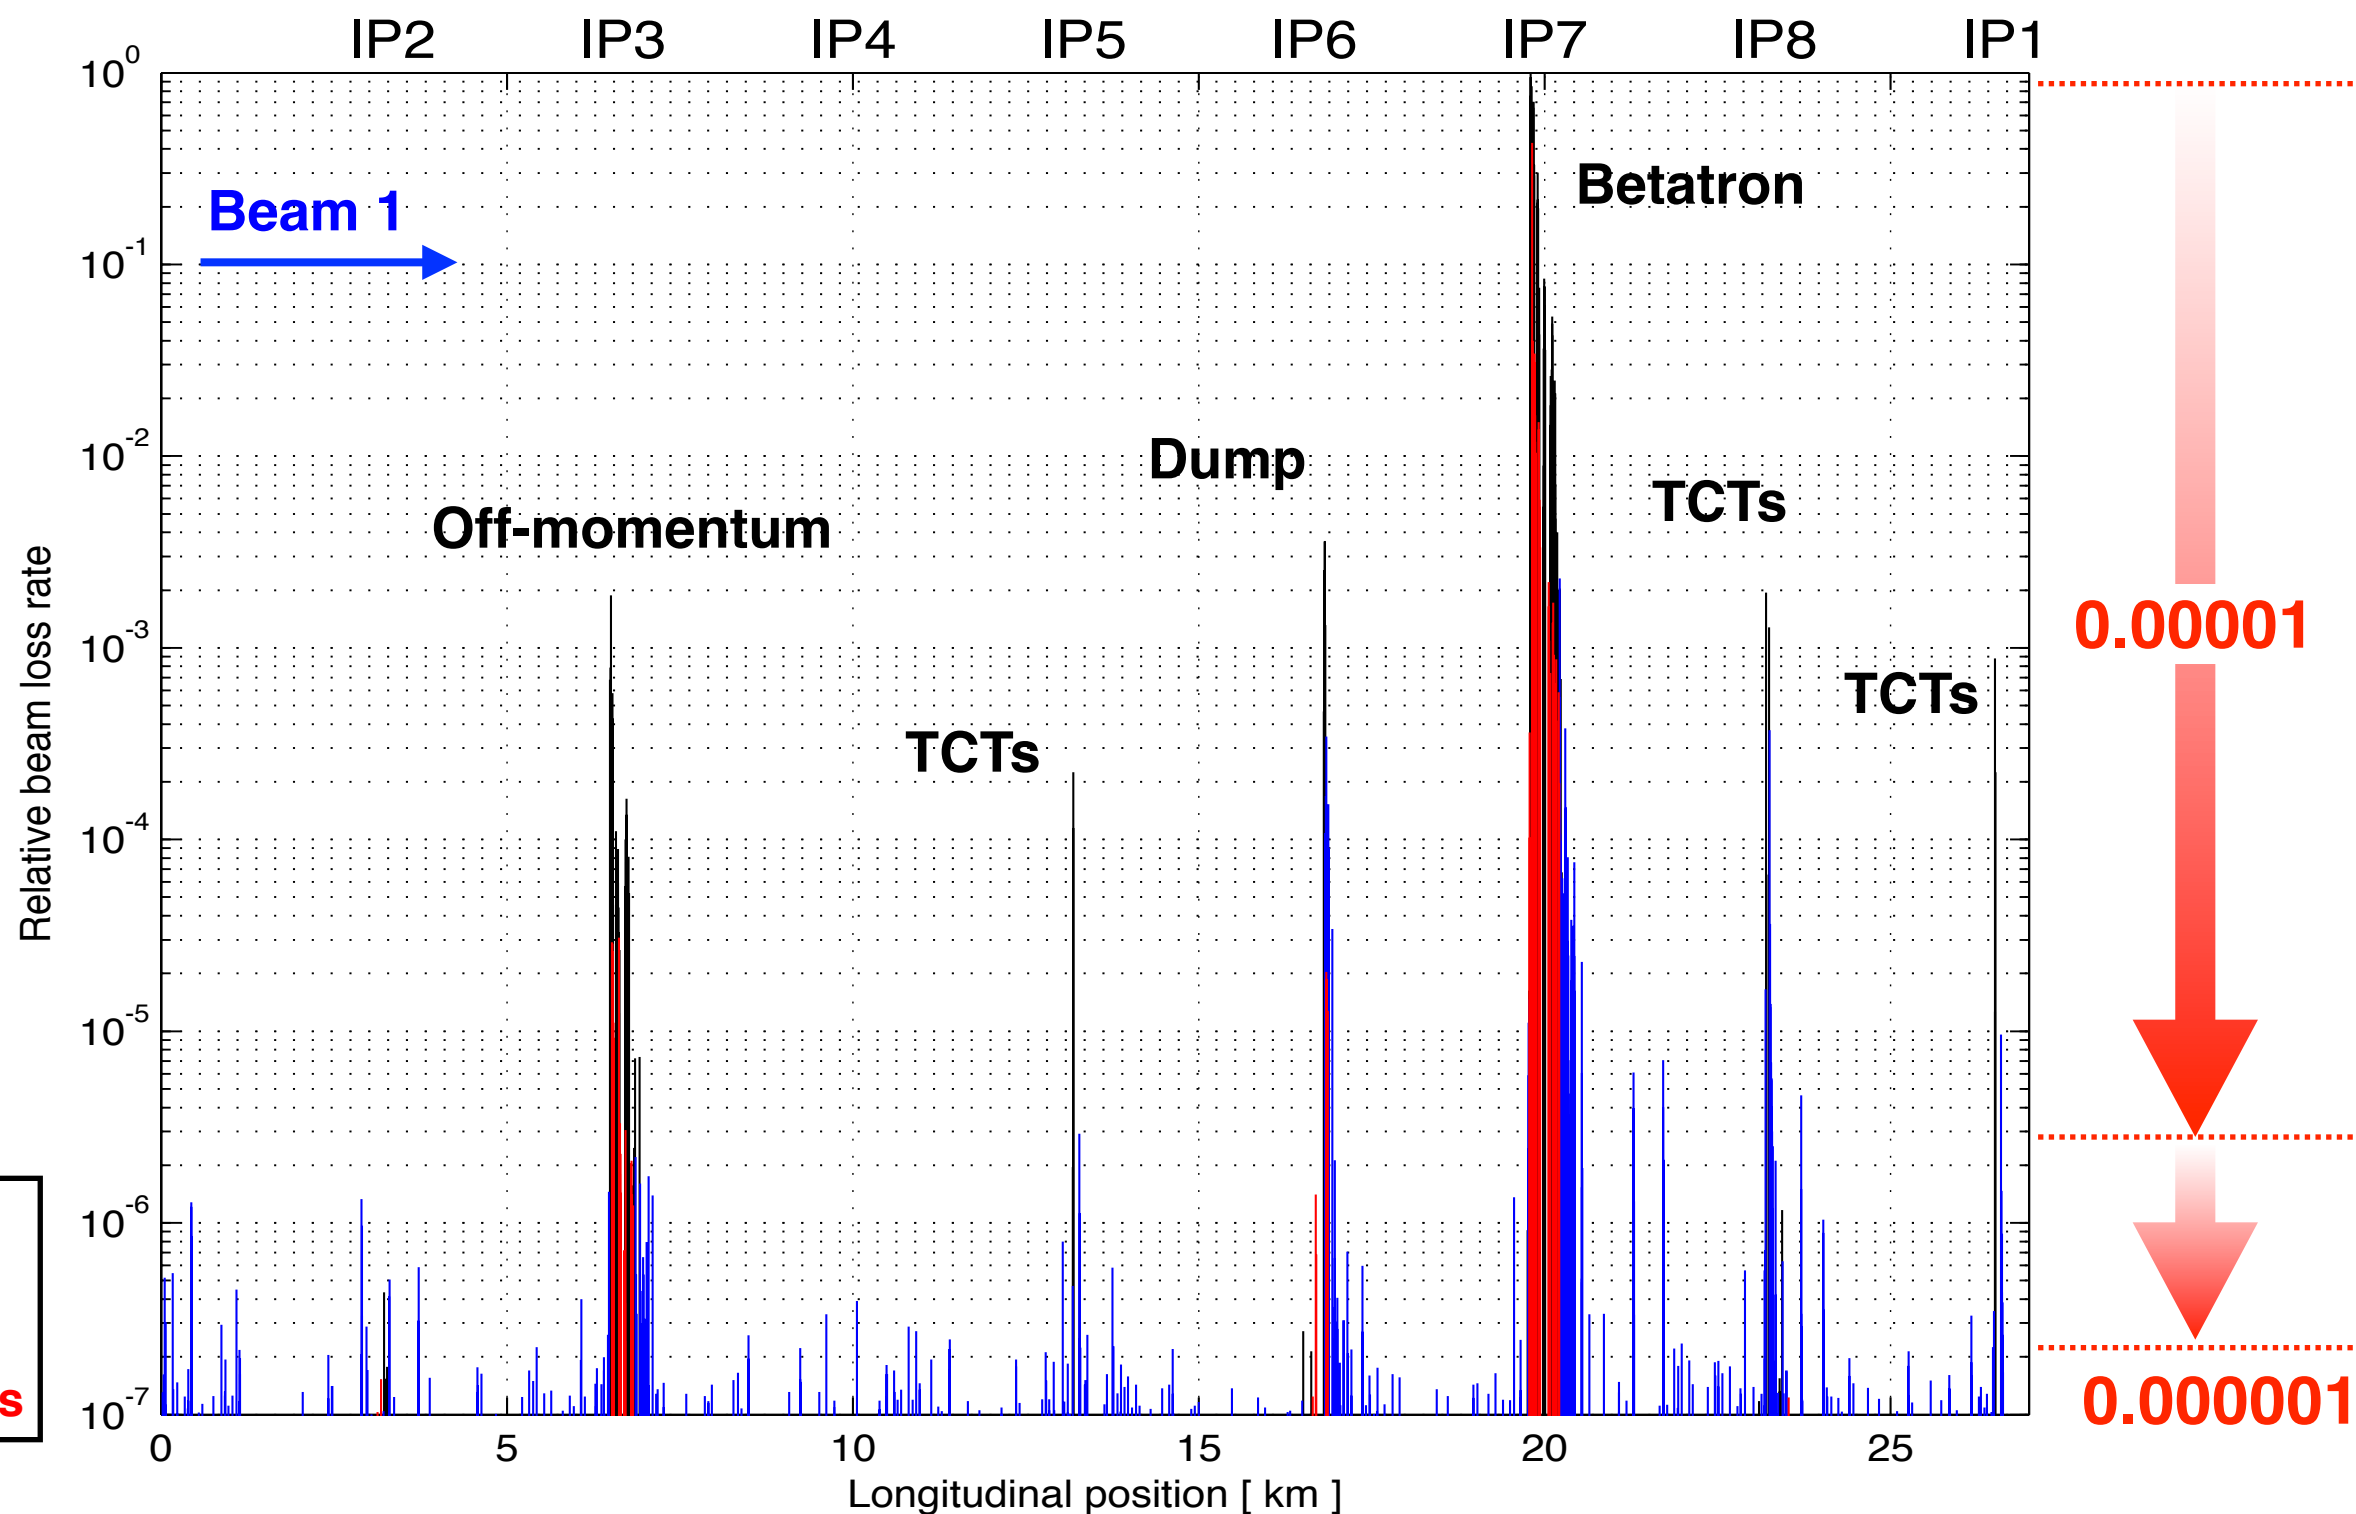 IP2 IP3 IP4 IP5 IP6 IP7 IP8 IP1
10^0
Betatron
Beam 1
10^-1
10^-2
Dump
TCTs
Off-momentum
0.00001
10^-3
TCTs
TCTs
Relative beam loss rate
10^-4
10^-5
10^-6
s
10^-7
0.000001
0 5 10 15 20 25
Longitudinal position [ km ]